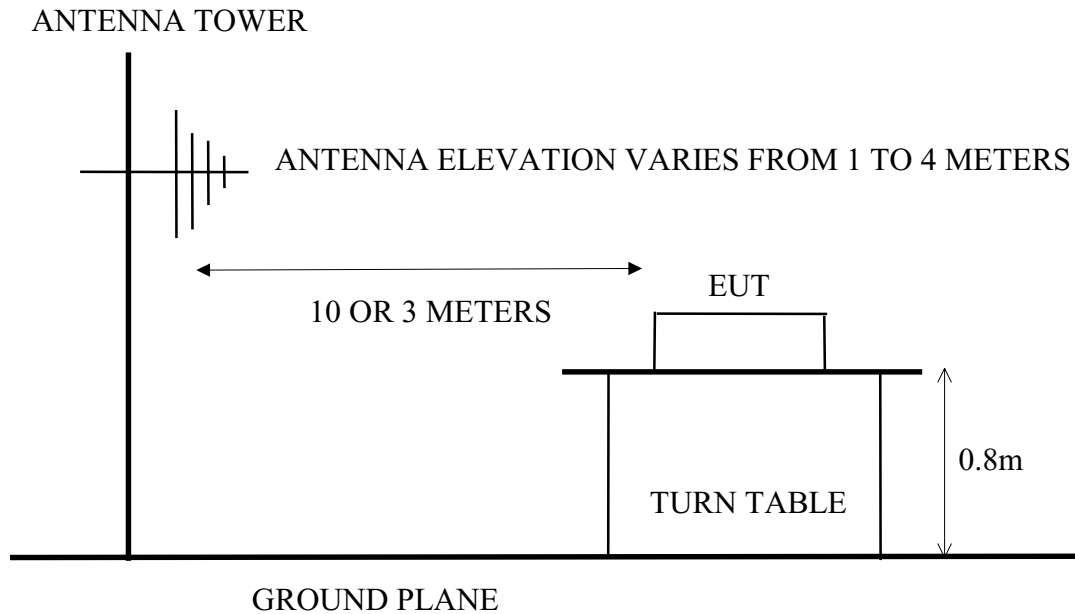 ANTENNA TOWER
ANTENNA ELEVATION VARIES FROM 1 TO 4 METERS
10 OR 3 METERS
EUT
0.8m
TURN TABLE
GROUND PLANE